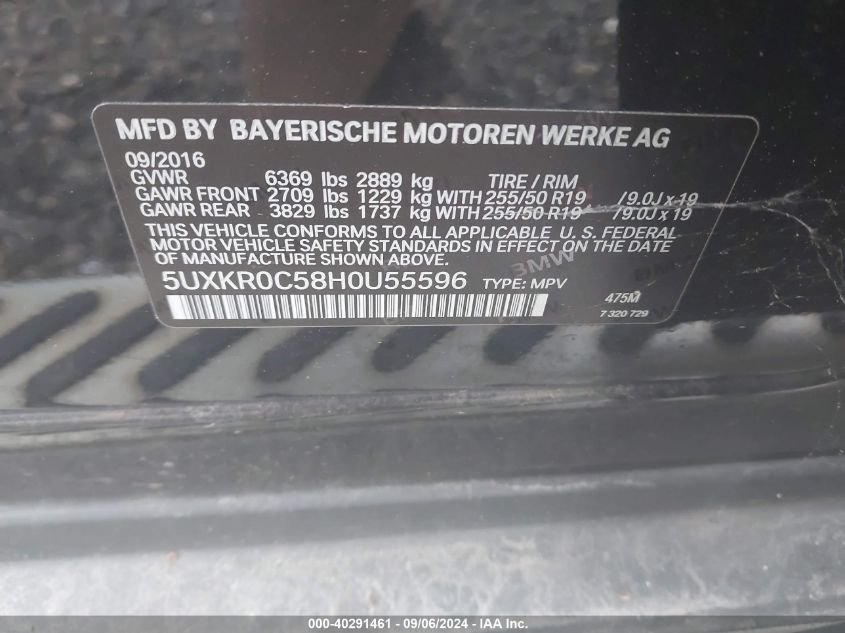 MFD BY BAYERISCHE MOTOREN WERKE AG
09/2016
GVWR 6369 lbs 2889 kg TIRE / RIM
GAWR FRONT 2709 lbs 1229 kg WITH 255/50 R19 / 9.0J x 19
GAWR REAR 3829 lbs 1737 kg WITH 255/50 R19 / 9.0J x 19
THIS VEHICLE CONFORMS TO ALL APPLICABLE U. S. FEDERAL
MOTOR VEHICLE SAFETY STANDARDS IN EFFECT ON THE DATE
OF MANUFACTURE SHOWN ABOVE.
BMW
5UXKR0C58H0U55596 TYPE: MPV
475M
7 320 729
000-40291461 - 09/06/2024 - IAA Inc.